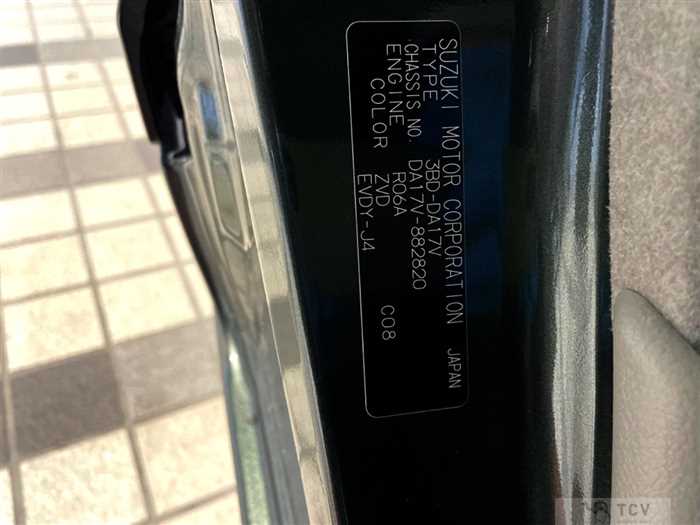 SUZUKI MOTOR CORPORATION JAPAN
TYPE 3BD-DA17V
CHASSIS NO. DA17V-882820
ENGINE R06A
COLOR ZVD C08
EVDY-J4
TCV